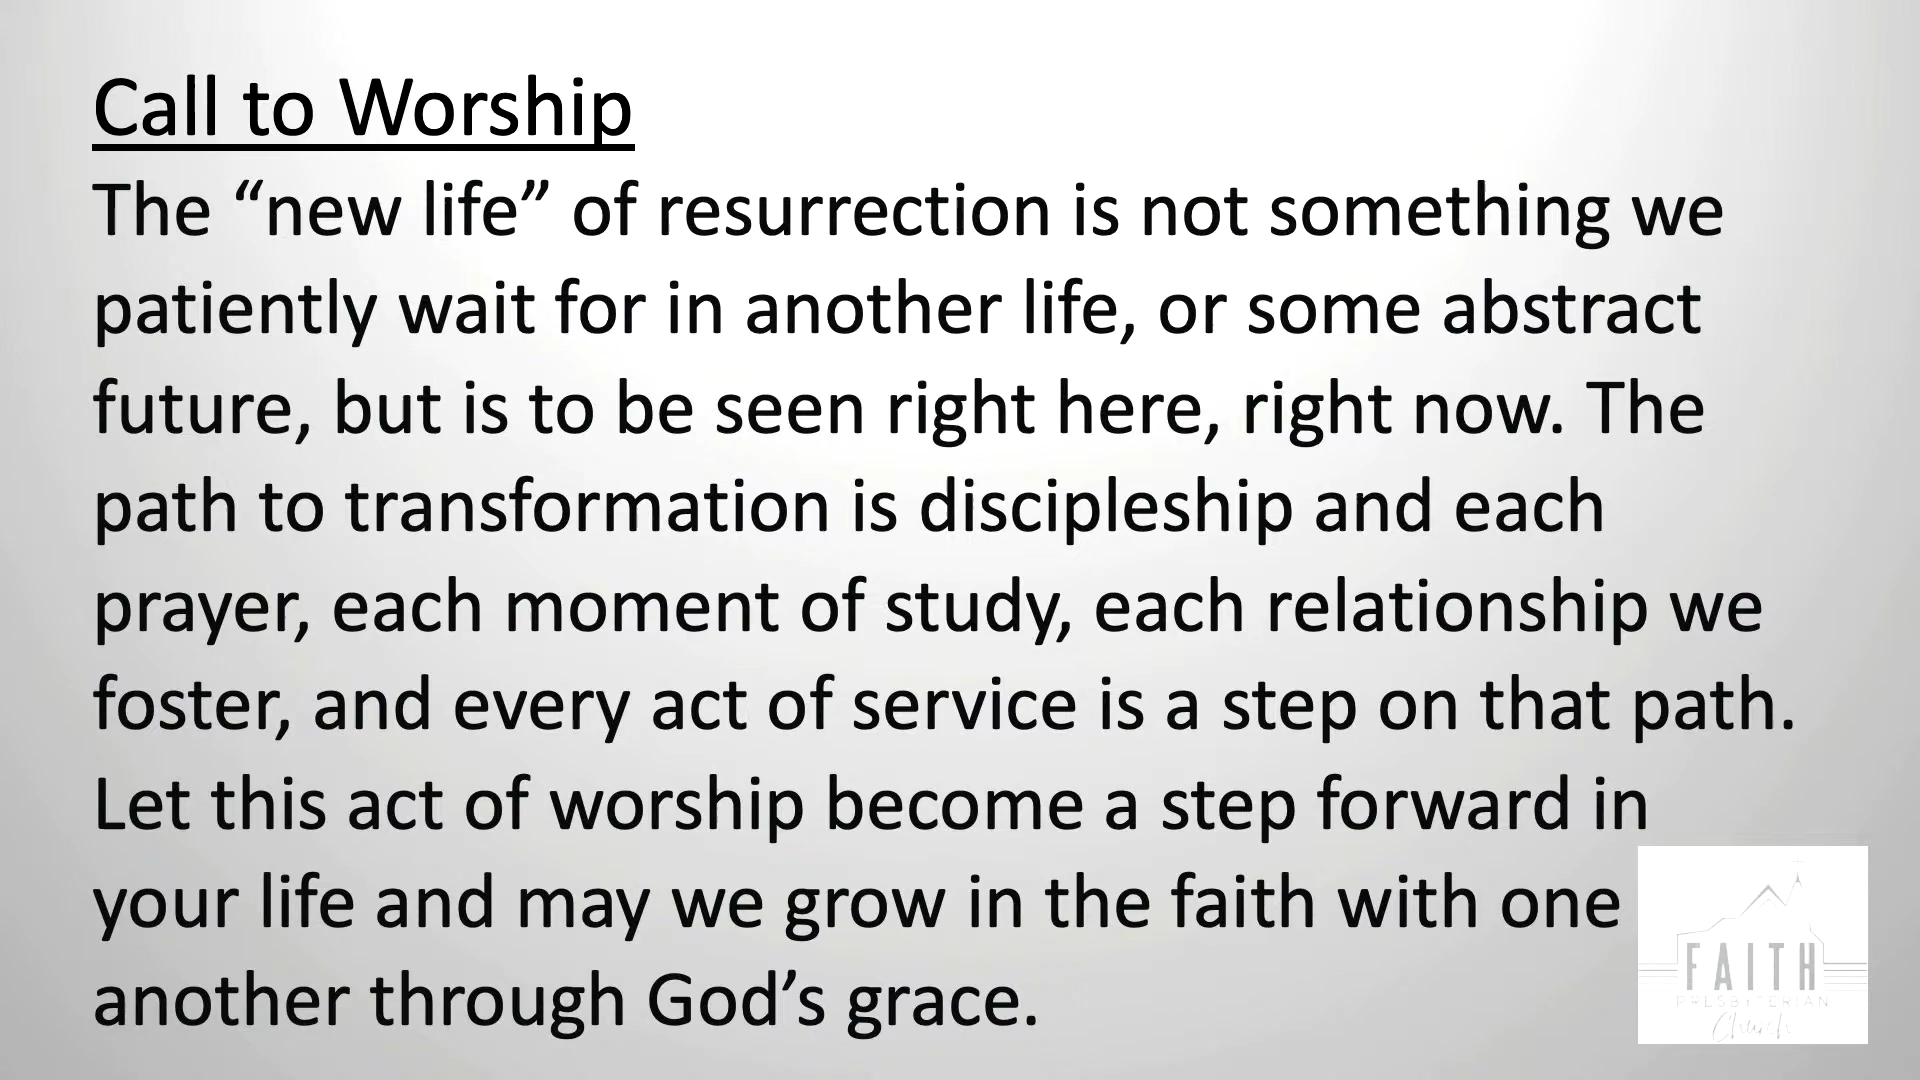 Call to Worship
The “new life” of resurrection is not something we
patiently wait for in another life, or some abstract
future, but is to be seen right here, right now. The
path to transformation is discipleship and each
prayer, each moment of study, each relationship we
foster, and every act of service is a step on that path.
Let this act of worship become a step forward in
your life and may we grow in the faith with one
another through God’s grace.
FAITH
PRESBYTERIAN
Church